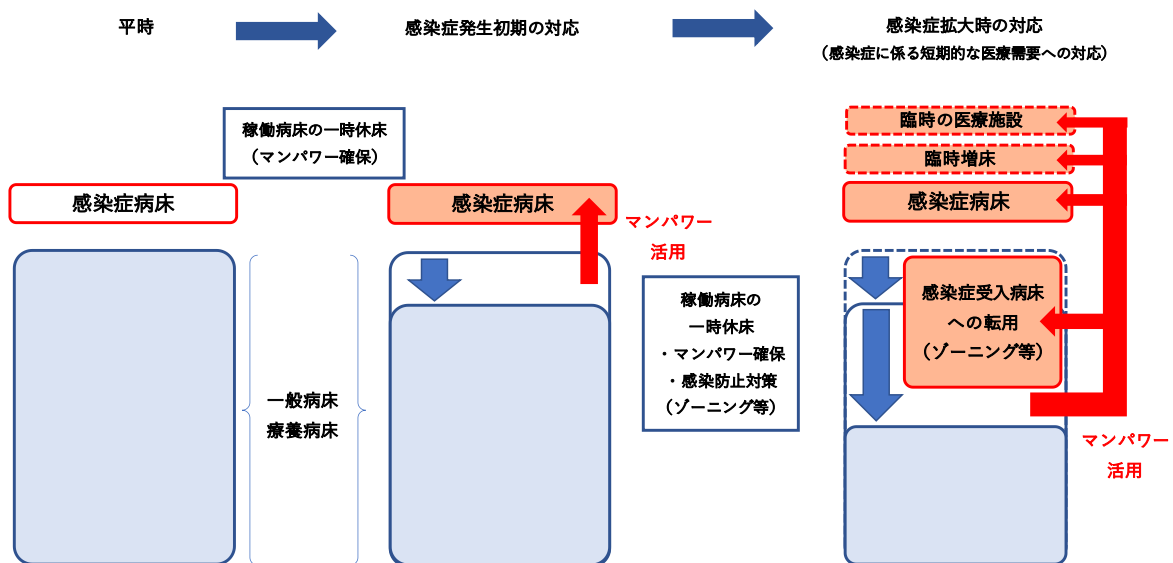 平時
感染症発生初期の対応
感染症拡大時の対応
（感染症に係る短期的な医療需要への対応）
稼働病床の一時休床
（マンパワー確保）
臨時の医療施設
臨時増床
感染症病床
感染症病床
感染症病床
マンパワー
活用
一般病床
療養病床
稼働病床の
一時休床
・マンパワー確保
・感染防止対策
（ゾーニング等）
感染症受入病床
への転用
（ゾーニング等）
マンパワー
活用